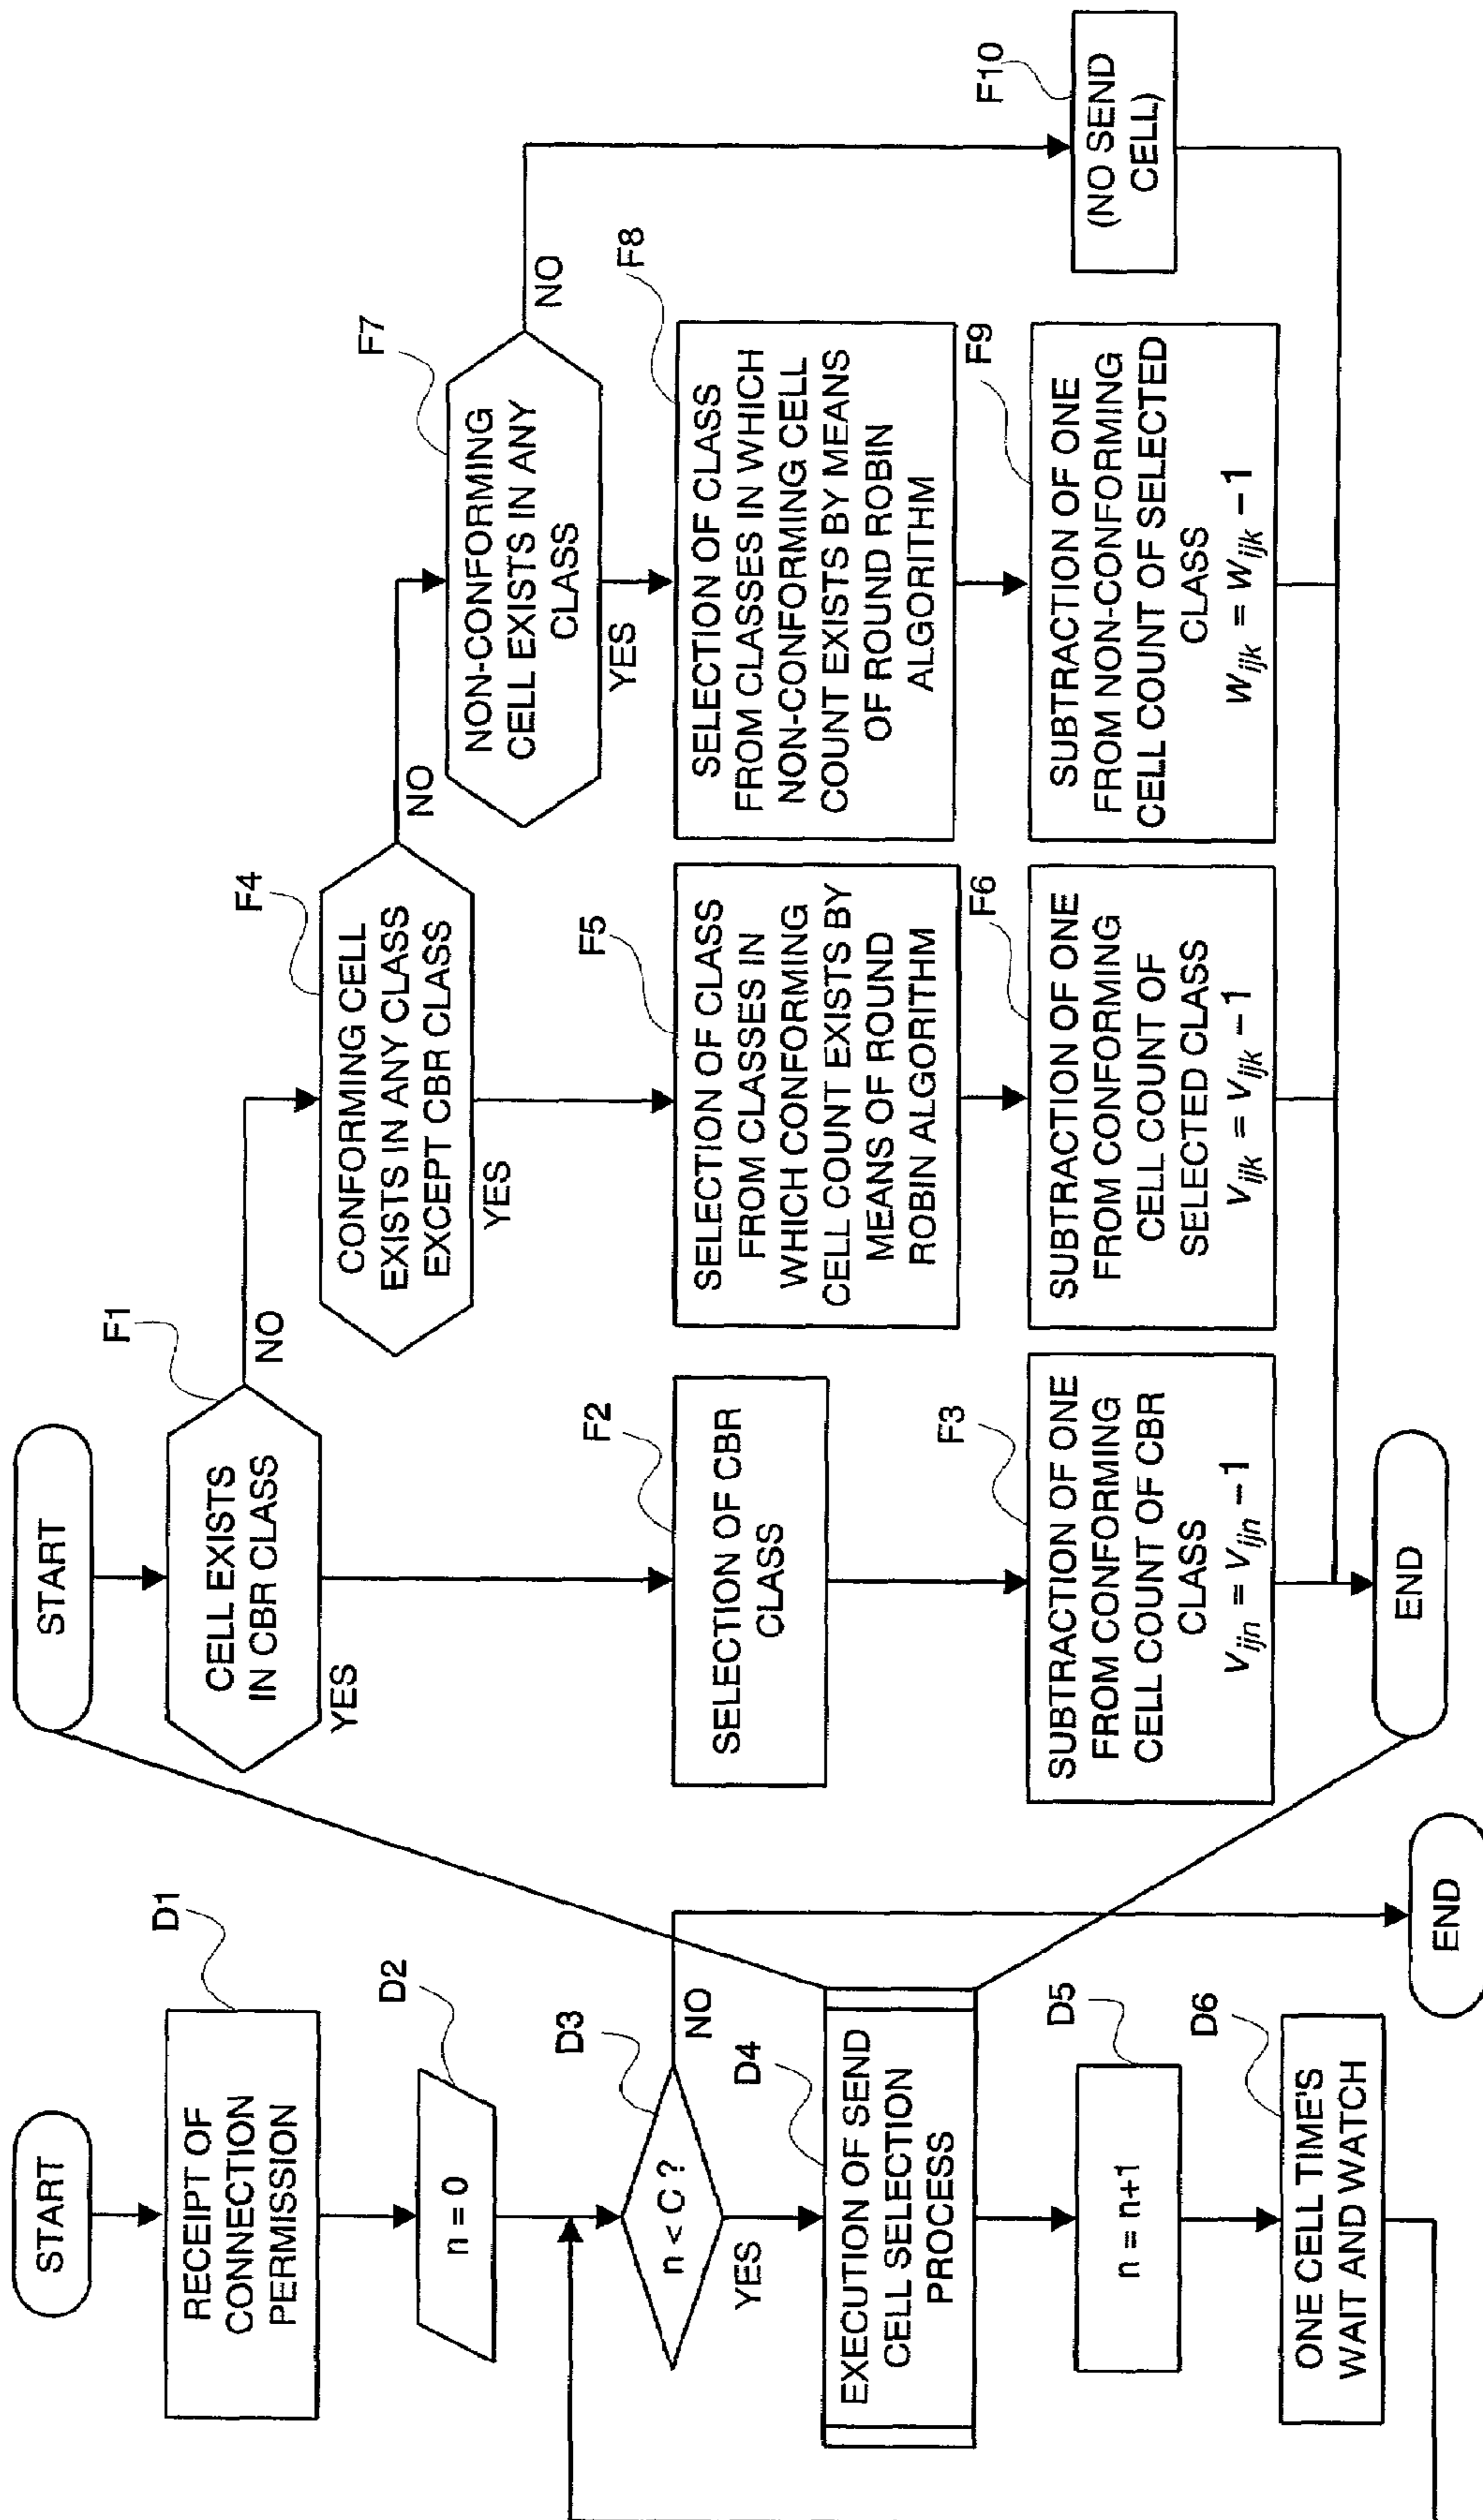 START
D1
RECEIPT OF
CONNECTION
PERMISSION
D2
n = 0
D3
n < C ?
NO
YES
D4
EXECUTION OF SEND
CELL SELECTION
PROCESS
D5
n = n+1
D6
ONE CELL TIME'S
WAIT AND WATCH
END
START
F1
CELL EXISTS
IN CBR CLASS
NO
YES
F2
SELECTION OF CBR
CLASS
F3
SUBTRACTION OF ONE
FROM CONFORMING
CELL COUNT OF CBR
CLASS
Vijn = Vijn −1
END
F4
CONFORMING CELL
EXISTS IN ANY CLASS
EXCEPT CBR CLASS
NO
YES
F5
SELECTION OF CLASS
FROM CLASSES IN
WHICH CONFORMING
CELL COUNT EXISTS BY
MEANS OF ROUND
ROBIN ALGORITHM
F6
SUBTRACTION OF ONE
FROM CONFORMING
CELL COUNT OF
SELECTED CLASS
Vijk = Vijk −1
F7
NON-CONFORMING
CELL EXISTS IN ANY
CLASS
NO
YES
F8
SELECTION OF CLASS
FROM CLASSES IN WHICH
NON-CONFORMING CELL
COUNT EXISTS BY MEANS
OF ROUND ROBIN
ALGORITHM
F9
SUBTRACTION OF ONE
FROM NON-CONFORMING
CELL COUNT OF SELECTED
CLASS
Wijk = Wijk −1
F10
(NO SEND
CELL)